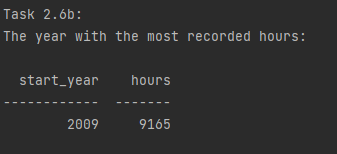 Task 2.6b:
The year with the most recorded hours:
start_year hours
------------ -------
2009 9165